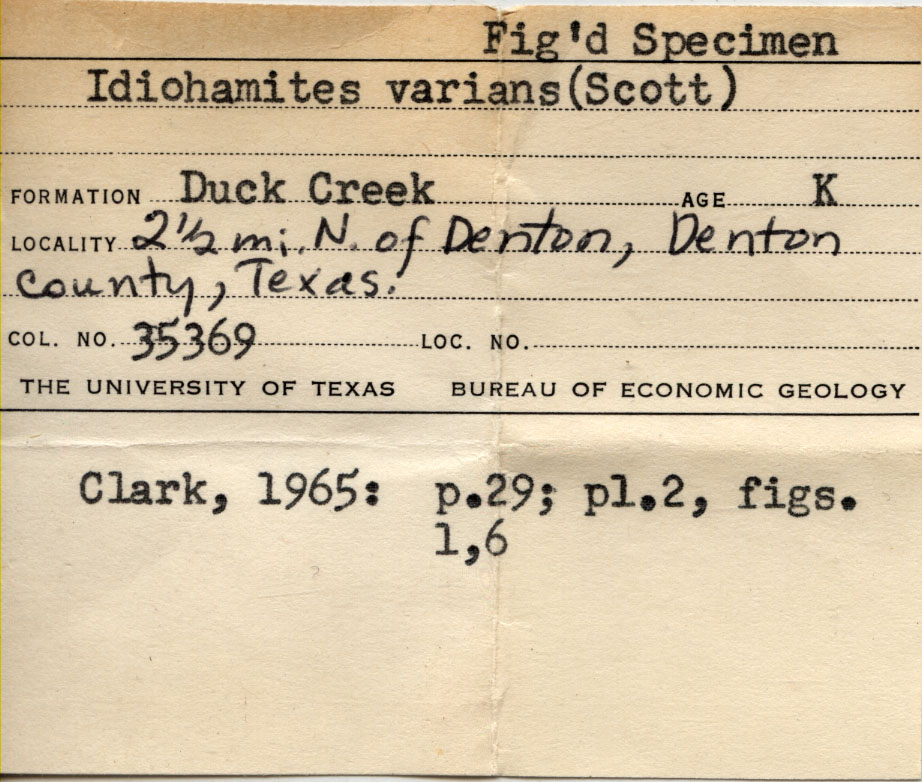 Fig'd Specimen
Idiohamites varians(Scott)
FORMATION Duck Creek AGE K
LOCALITY 2½ mi. N. of Denton, Denton
County, Texas.
COL. NO. 35369 LOC. NO.
THE UNIVERSITY OF TEXAS BUREAU OF ECONOMIC GEOLOGY
Clark, 1965: p.29; pl.2, figs.
1,6